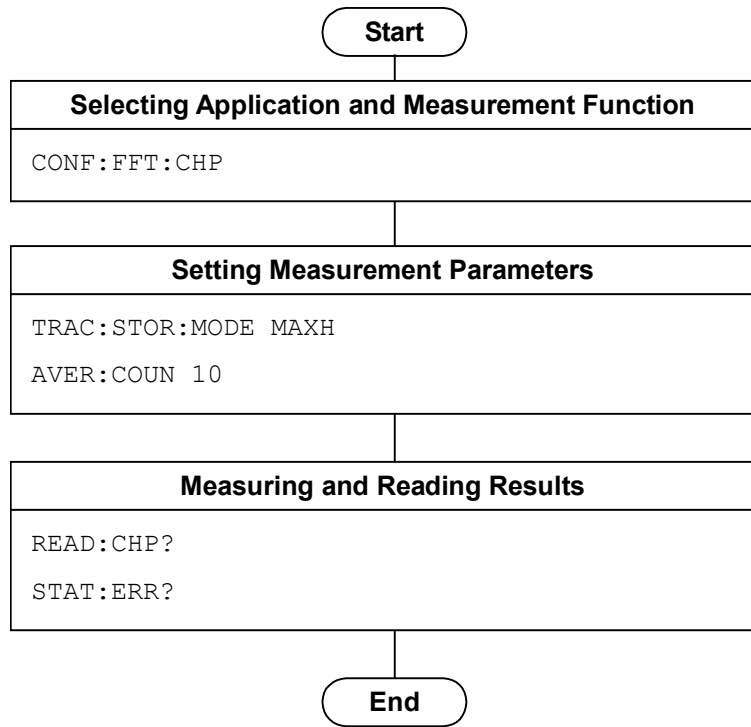 Start
Selecting Application and Measurement Function
CONF:FFT:CHP
Setting Measurement Parameters
TRAC:STOR:MODE MAXH
AVER:COUN 10
Measuring and Reading Results
READ:CHP?
STAT:ERR?
End